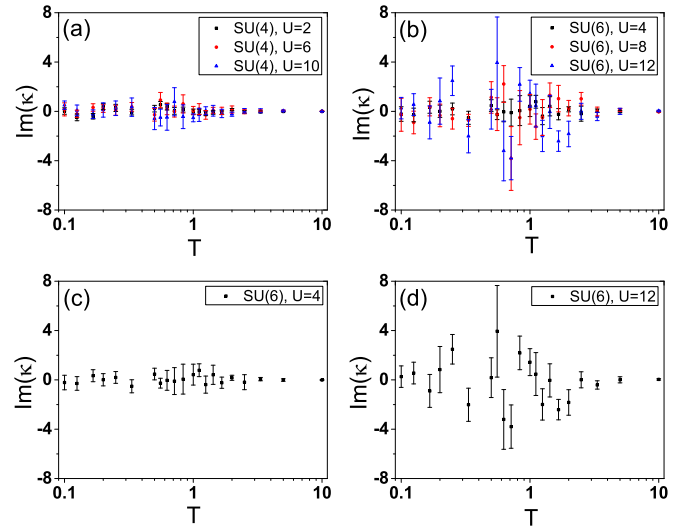 (a)
SU(4), U=2
SU(4), U=6
SU(4), U=10
8
4
0
-4
-8
Im(κ)
0.1
1
10
T
(b)
SU(6), U=4
SU(6), U=8
SU(6), U=12
8
4
0
-4
-8
Im(κ)
0.1
1
10
T
(c)
SU(6), U=4
8
4
0
-4
-8
Im(κ)
0.1
1
10
T
(d)
SU(6), U=12
8
4
0
-4
-8
Im(κ)
0.1
1
10
T